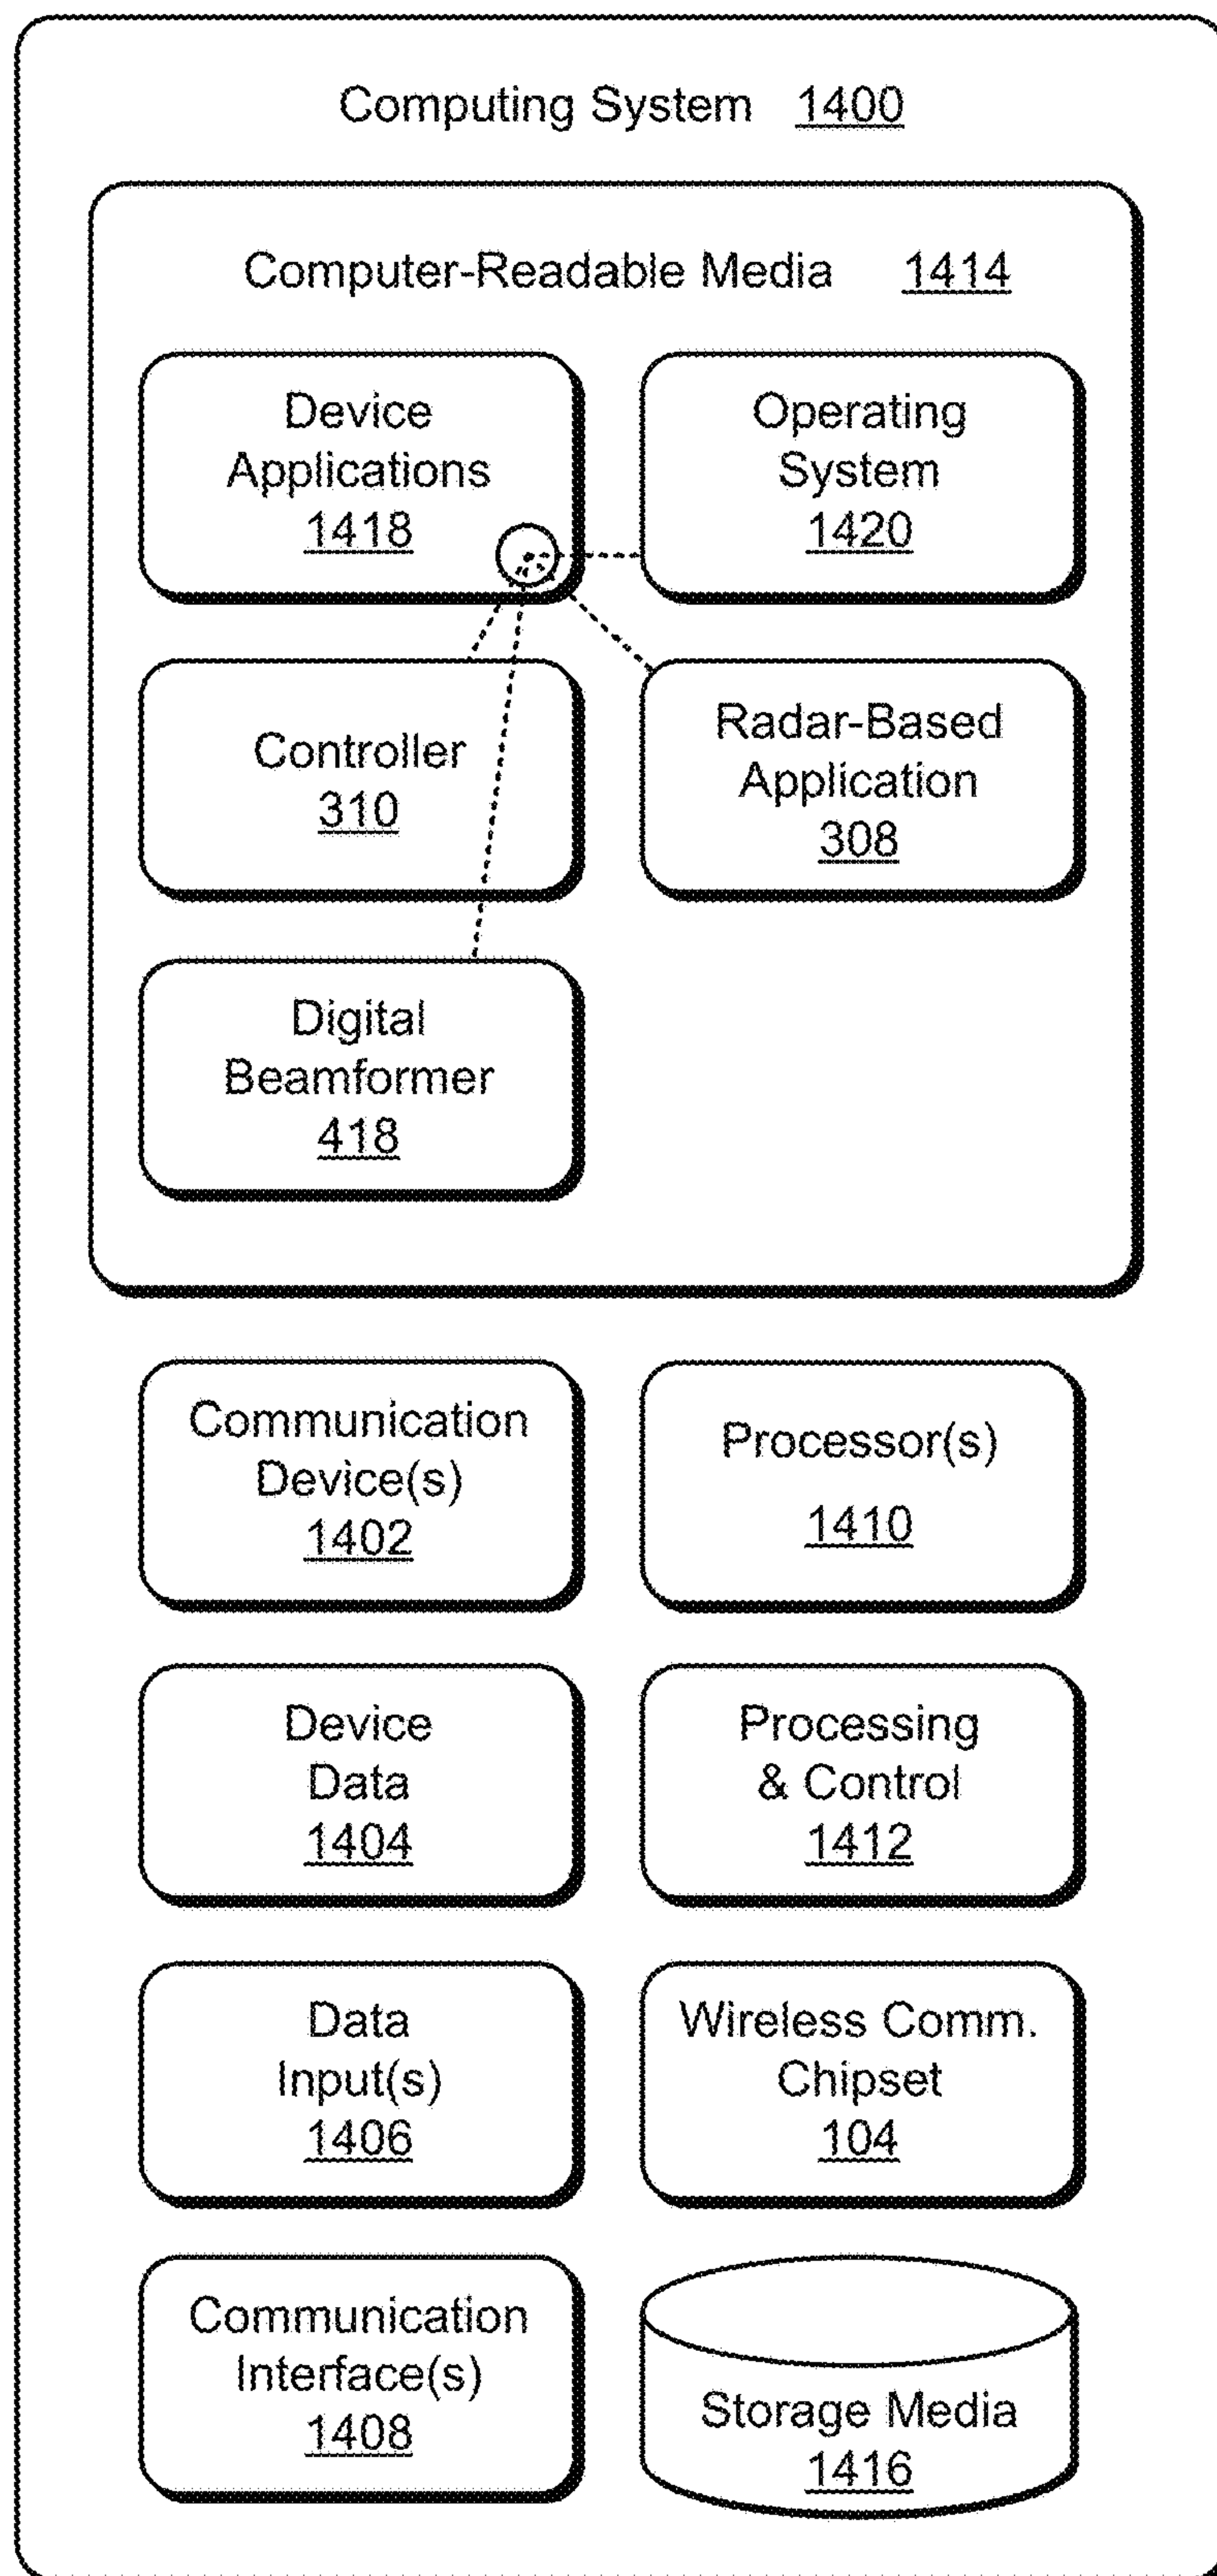 Computing System 1400
Computer-Readable Media 1414
Device
Applications
1418
Operating
System
1420
Controller
310
Radar-Based
Application
308
Digital
Beamformer
418
Communication
Device(s)
1402
Processor(s)
1410
Device
Data
1404
Processing
& Control
1412
Data
Input(s)
1406
Wireless Comm.
Chipset
104
Communication
Interface(s)
1408
Storage Media
1416